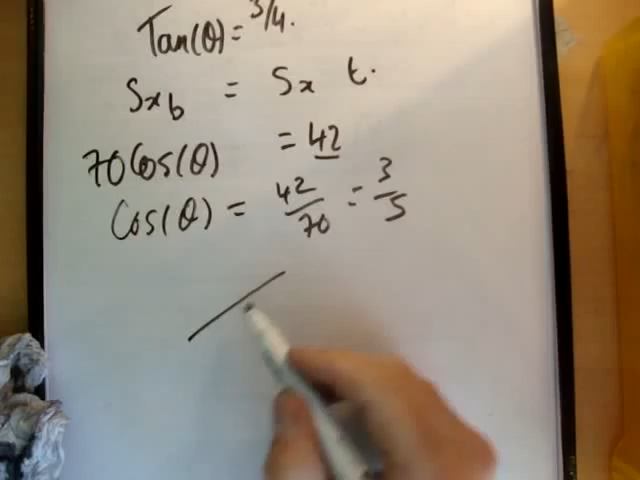 Tan(θ) = 3/4.
Sxb = Sx t.
70Cos(θ) = 42
Cos(θ) = 42/70 = 3/5